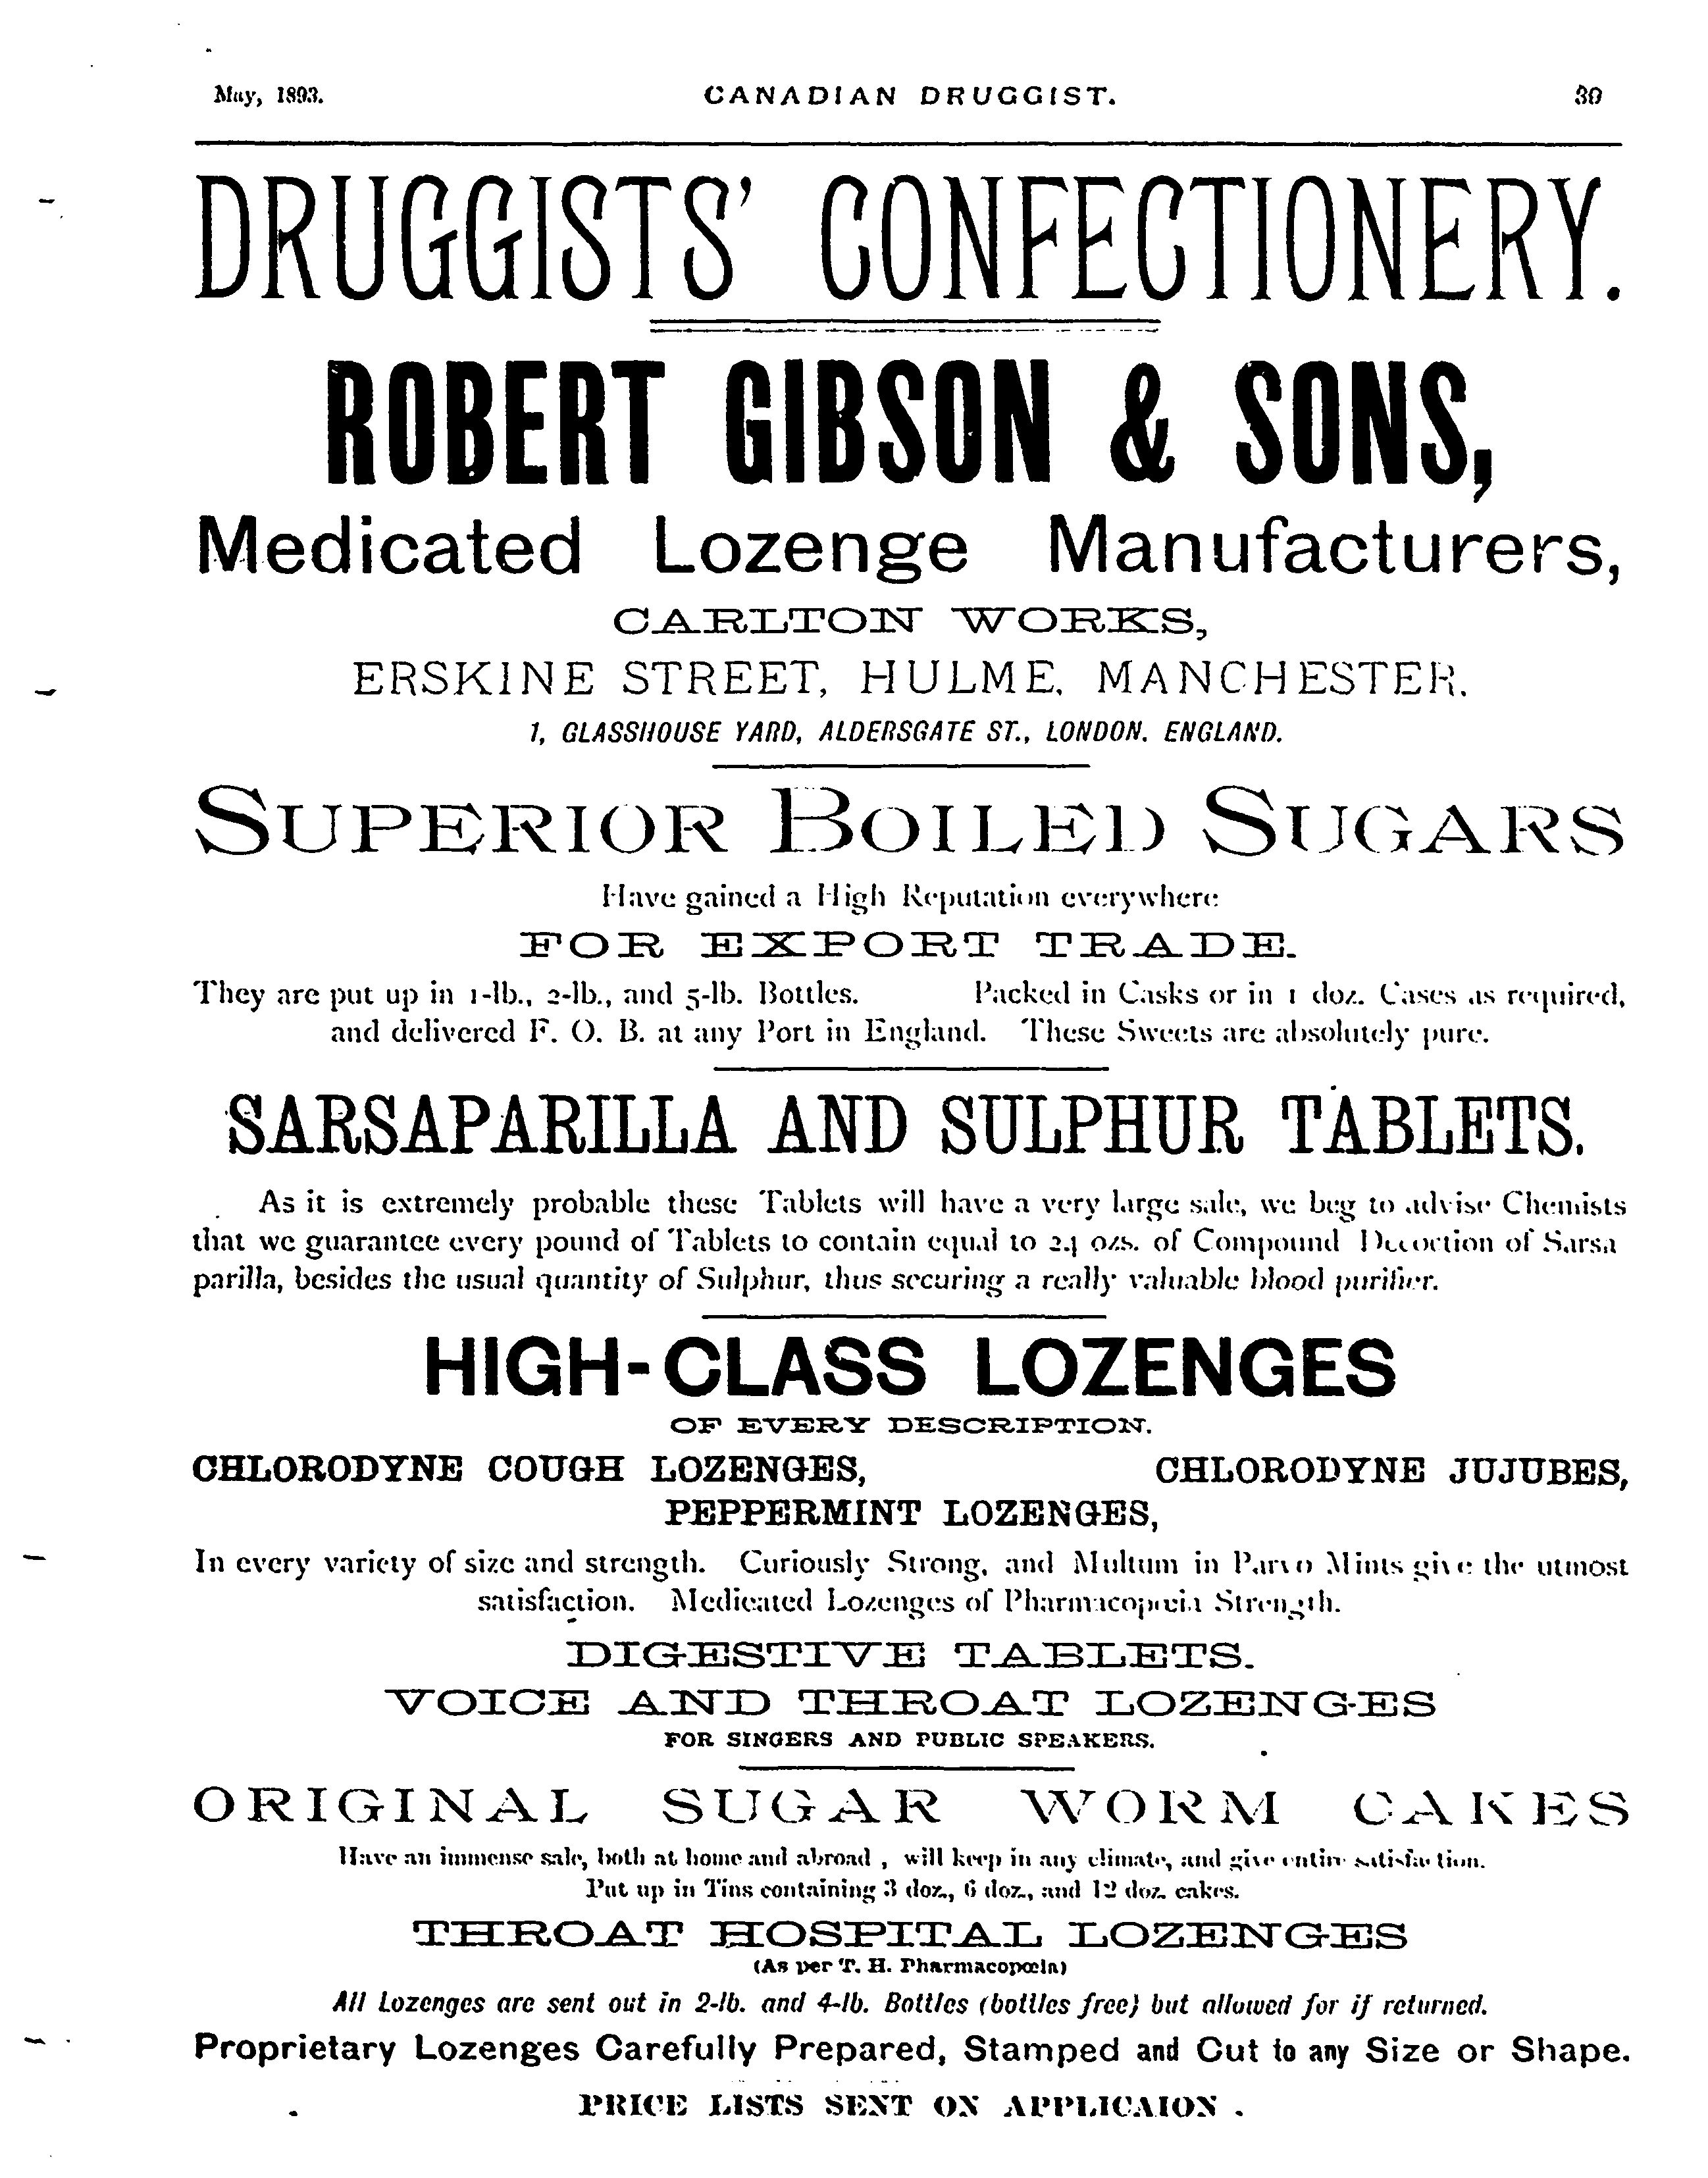 May, 1893. CANADIAN DRUGGIST. 30
DRUGGISTS' CONFECTIONERY.
ROBERT GIBSON & SONS,
Medicated Lozenge Manufacturers,
CARLTON WORKS,
ERSKINE STREET, HULME, MANCHESTER.
1, GLASSHOUSE YARD, ALDERSGATE ST., LONDON. ENGLAND.
SUPERIOR BOILED SUGARS
Have gained a High Reputation everywhere
FOR EXPORT TRADE.
They are put up in 1-lb., 2-lb., and 5-lb. Bottles. Packed in Casks or in 1 doz. Cases as required,
and delivered F. O. B. at any Port in England. These Sweets are absolutely pure.
SARSAPARILLA AND SULPHUR TABLETS.
As it is extremely probable these Tablets will have a very large sale, we beg to advise Chemists
that we guarantee every pound of Tablets to contain equal to 24 ozs. of Compound Decoction of Sarsa
parilla, besides the usual quantity of Sulphur, thus securing a really valuable blood purifier.
HIGH-CLASS LOZENGES
OF EVERY DESCRIPTION.
CHLORODYNE COUGH LOZENGES, CHLORODYNE JUJUBES,
PEPPERMINT LOZENGES,
In every variety of size and strength. Curiously Strong, and Multum in Parvo Mints give the utmost
satisfaction. Medicated Lozenges of Pharmacopœia Strength.
DIGESTIVE TABLETS.
VOICE AND THROAT LOZENGES
FOR SINGERS AND PUBLIC SPEAKERS.
ORIGINAL SUGAR WORM CAKES
Have an immense sale, both at home and abroad , will keep in any climate, and give entire satisfaction.
Put up in Tins containing 3 doz., 6 doz., and 12 doz. cakes.
THROAT HOSPITAL LOZENGES
(As per T. H. Pharmacopœia)
All Lozenges are sent out in 2-lb. and 4-lb. Bottles (bottles free) but allowed for if returned.
Proprietary Lozenges Carefully Prepared, Stamped and Cut to any Size or Shape.
PRICE LISTS SENT ON APPLICAION .